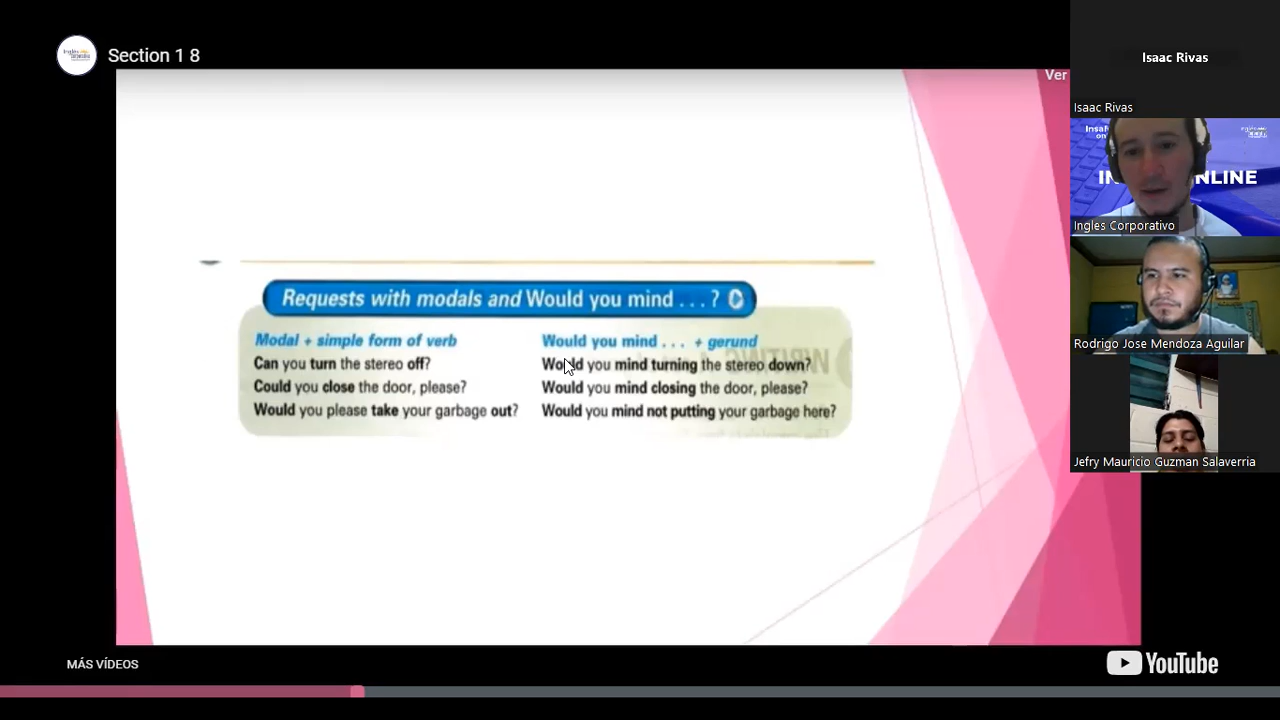 Section 1 8
Ver
Requests with modals and Would you mind . . . ?
Modal + simple form of verb
Can you turn the stereo off?
Could you close the door, please?
Would you please take your garbage out?
Would you mind . . . + gerund
Would you mind turning the stereo down?
Would you mind closing the door, please?
Would you mind not putting your garbage here?
MÁS VÍDEOS
YouTube
Isaac Rivas
Isaac Rivas
Ingles Corporativo
Rodrigo Jose Mendoza Aguilar
Jefry Mauricio Guzman Salaverria